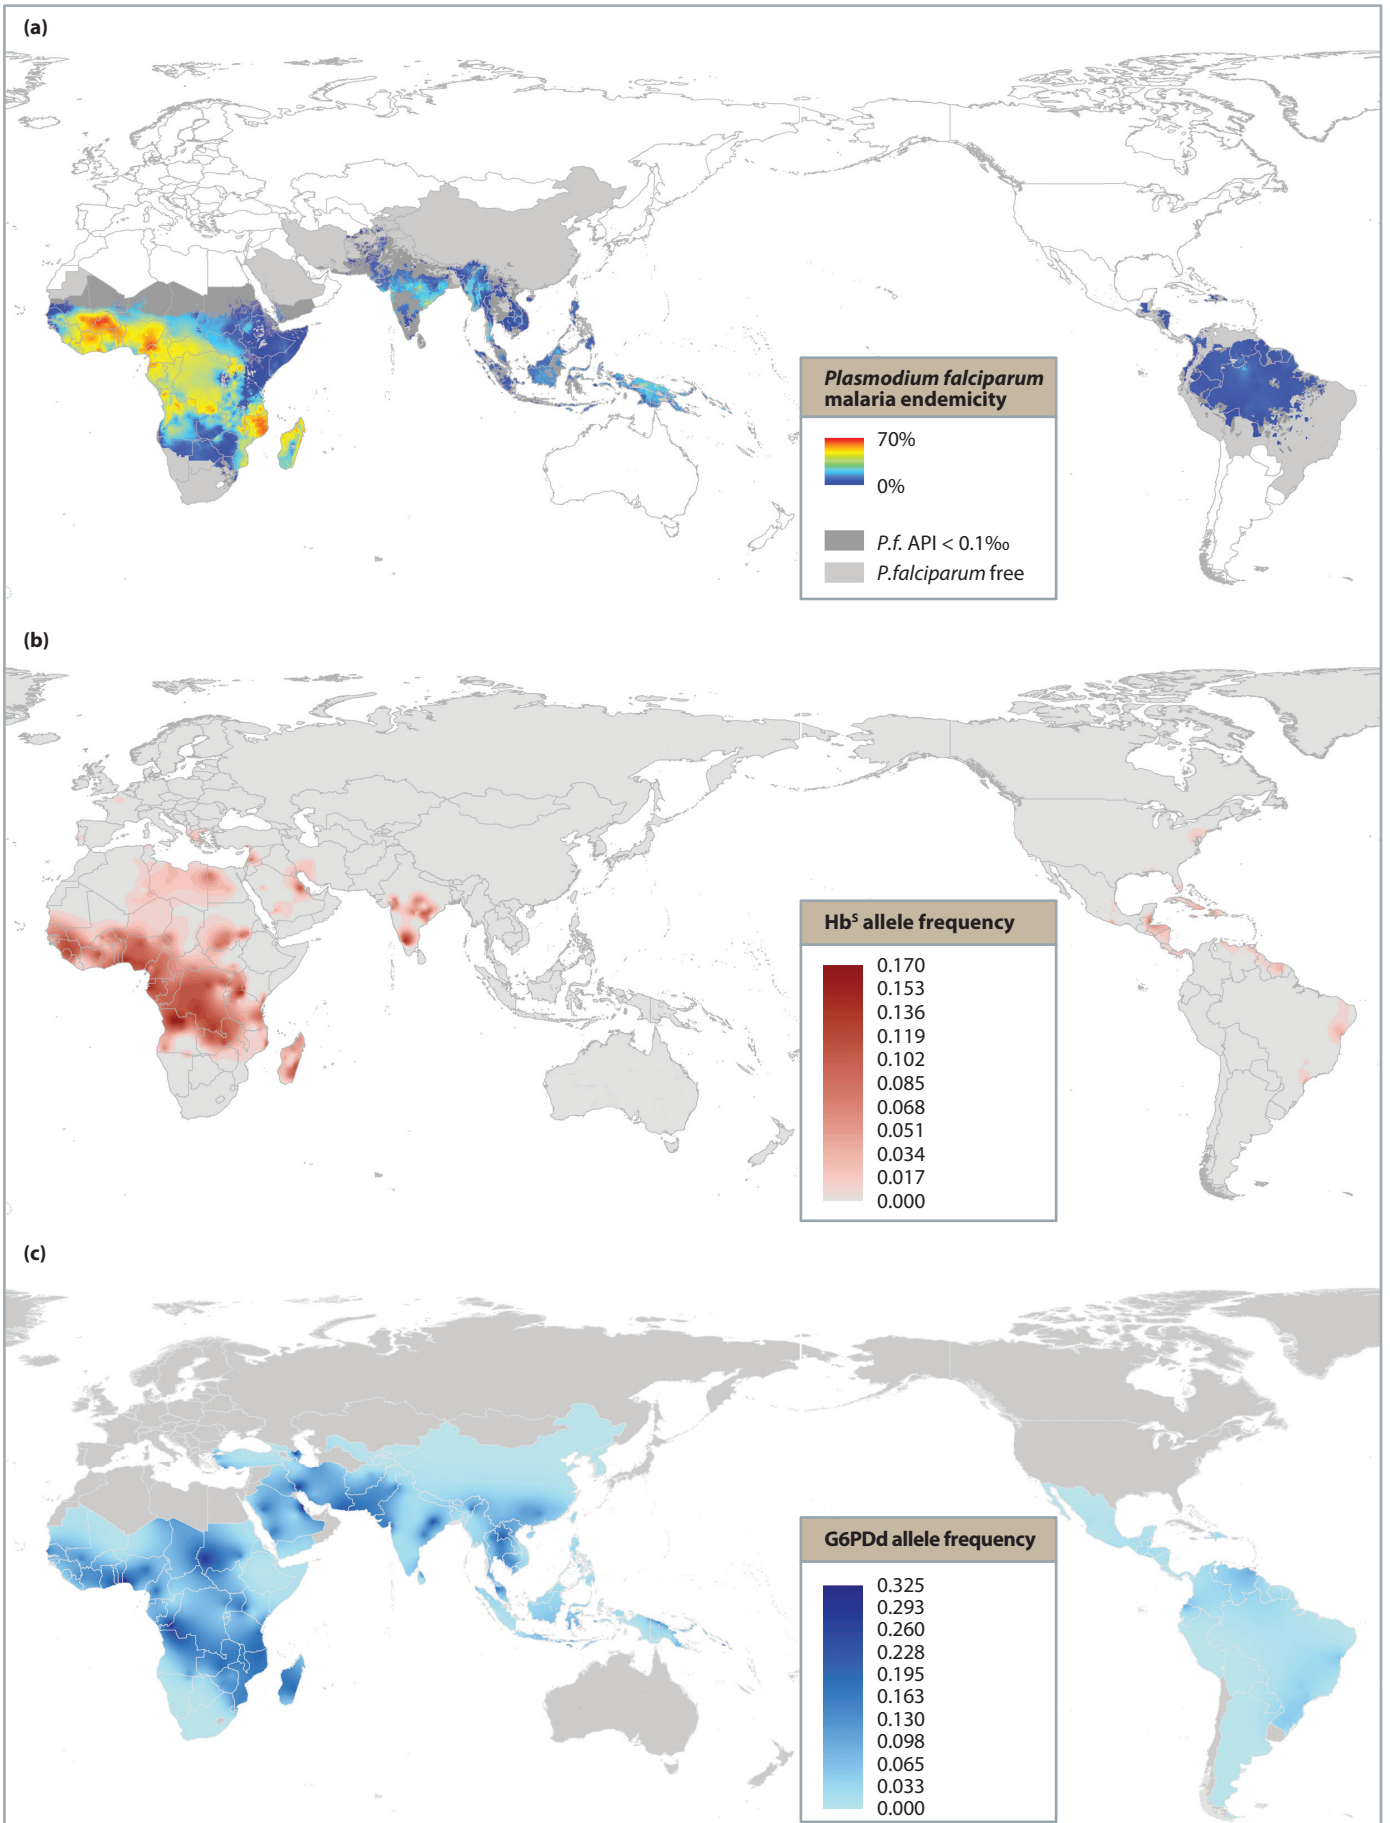 (a)
Plasmodium falciparum
malaria endemicity
70%
0%
P.f. API < 0.1‰
P.falciparum free
(b)
Hbˢ allele frequency
0.170
0.153
0.136
0.119
0.102
0.085
0.068
0.051
0.034
0.017
0.000
(c)
G6PDd allele frequency
0.325
0.293
0.260
0.228
0.195
0.163
0.130
0.098
0.065
0.033
0.000